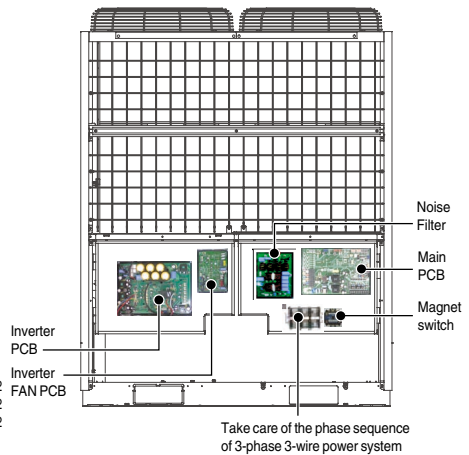 Noise
Filter
Main
PCB
Magnet
switch
Inverter
PCB
Inverter
FAN PCB
Take care of the phase sequence
of 3-phase 3-wire power system